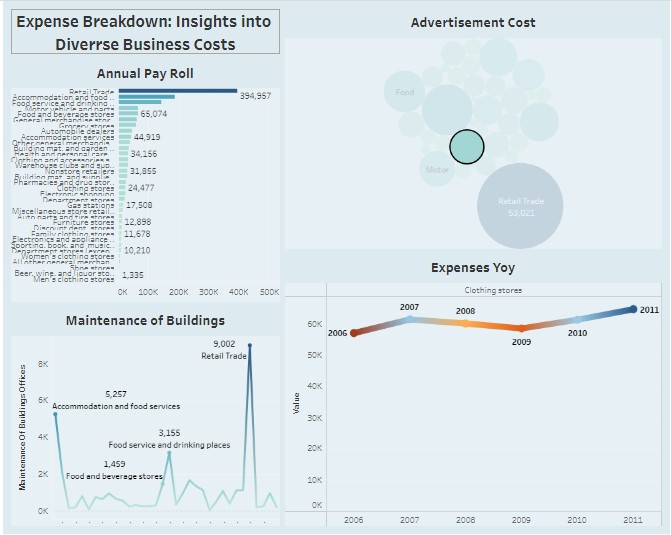 Expense Breakdown: Insights into
Diverrse Business Costs
Annual Pay Roll
Retail Trade
Accommodation and food ..
Food service and drinking ..
Motor vehicle and parts
Food and beverage stores
General merchandise stor..
Grocery stores
Automobile dealers
Accommodation services
Other general merchandis..
Building mat. and garden ..
Health and personal care ..
Clothing and accessories s..
Warehouse clubs and sup..
Nonstore retailers
Building mat. and supplie..
Pharmacies and drug stor..
Clothing stores
Electronic shopping
Department stores
Gas stations
Miscellaneous store retail..
Auto parts and tire stores
Furniture stores
Discount dept. stores
Family clothing stores
Electronics and appliance ..
Sporting, book, and music..
Department stores (excep..
Women's clothing stores
All other general merchan..
Shoe stores
Beer, wine, and liquor sto..
Men's clothing stores
394,957
65,074
44,919
34,156
31,855
24,477
17,508
12,898
11,678
10,210
1,335
0K 100K 200K 300K 400K 500K
Advertisement Cost
Food
Motor
Retail Trade
53,021
Maintenance of Buildings
Maintenance Of Buildings Offices
8K
6K
4K
2K
0K
9,002
Retail Trade
5,257
Accommodation and food services
3,155
Food service and drinking places
1,459
Food and beverage stores
Expenses Yoy
Clothing stores
Value
60K
50K
40K
30K
20K
10K
0K
2006
2007
2008
2009
2010
2011
2006 2007 2008 2009 2010 2011